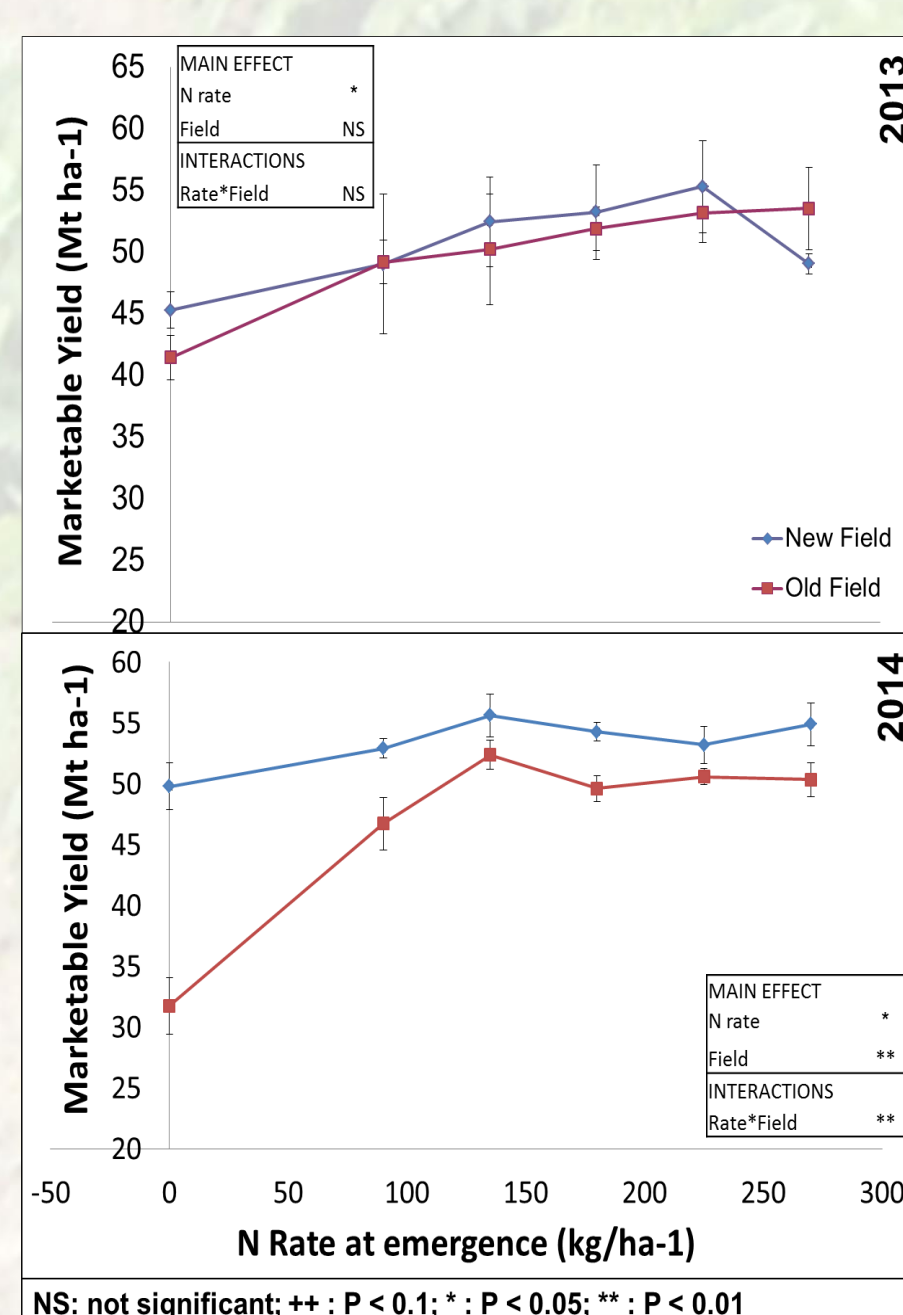 2013
Marketable Yield (Mt ha-1)
65
60
55
50
45
40
35
30
25
20
MAIN EFFECT
N rate *
Field NS
INTERACTIONS
Rate*Field NS
New Field
Old Field
2014
Marketable Yield (Mt ha-1)
60
55
50
45
40
35
30
25
20
MAIN EFFECT
N rate *
Field **
INTERACTIONS
Rate*Field **
-50 0 50 100 150 200 250 300
N Rate at emergence (kg/ha-1)
NS: not significant; ++ : P < 0.1; * : P < 0.05; ** : P < 0.01